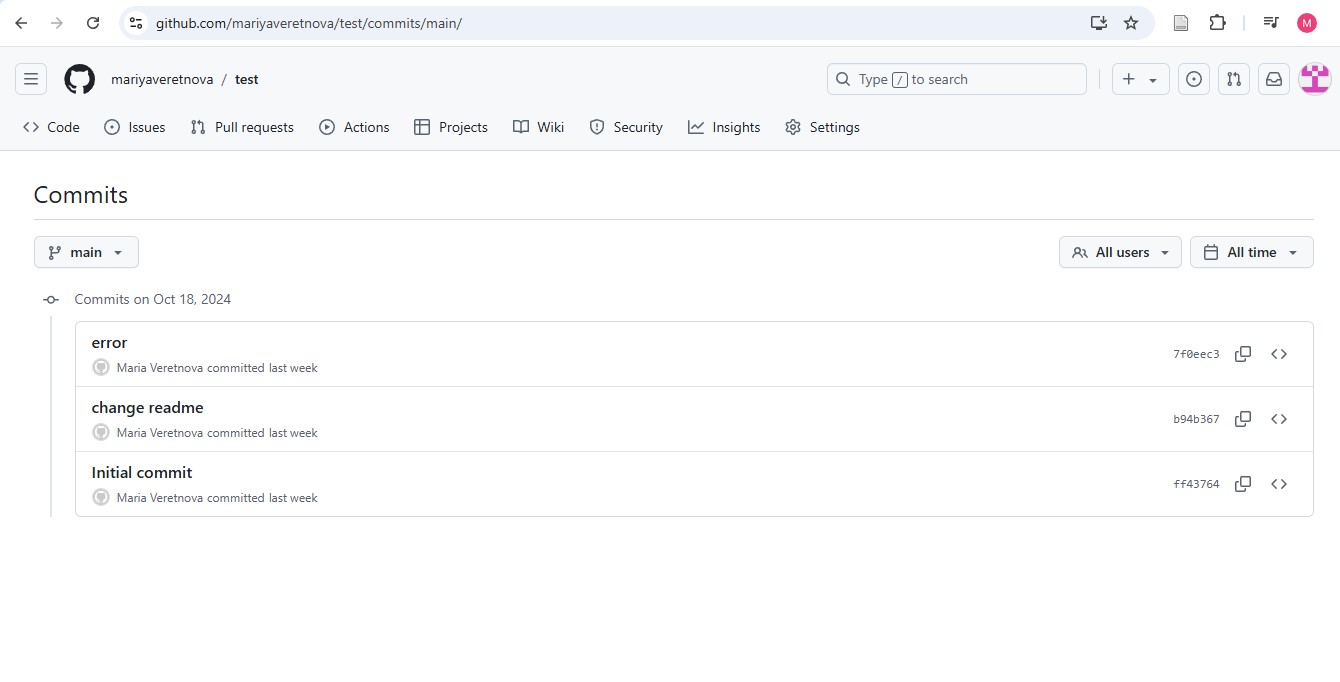 github.com/mariyaveretnova/test/commits/main/
M
mariyaveretnova / test
Type / to search
Code Issues Pull requests Actions Projects Wiki Security Insights Settings
Commits
main
All users All time
Commits on Oct 18, 2024
error
Maria Veretnova committed last week
7f0eec3
change readme
Maria Veretnova committed last week
b94b367
Initial commit
Maria Veretnova committed last week
ff43764